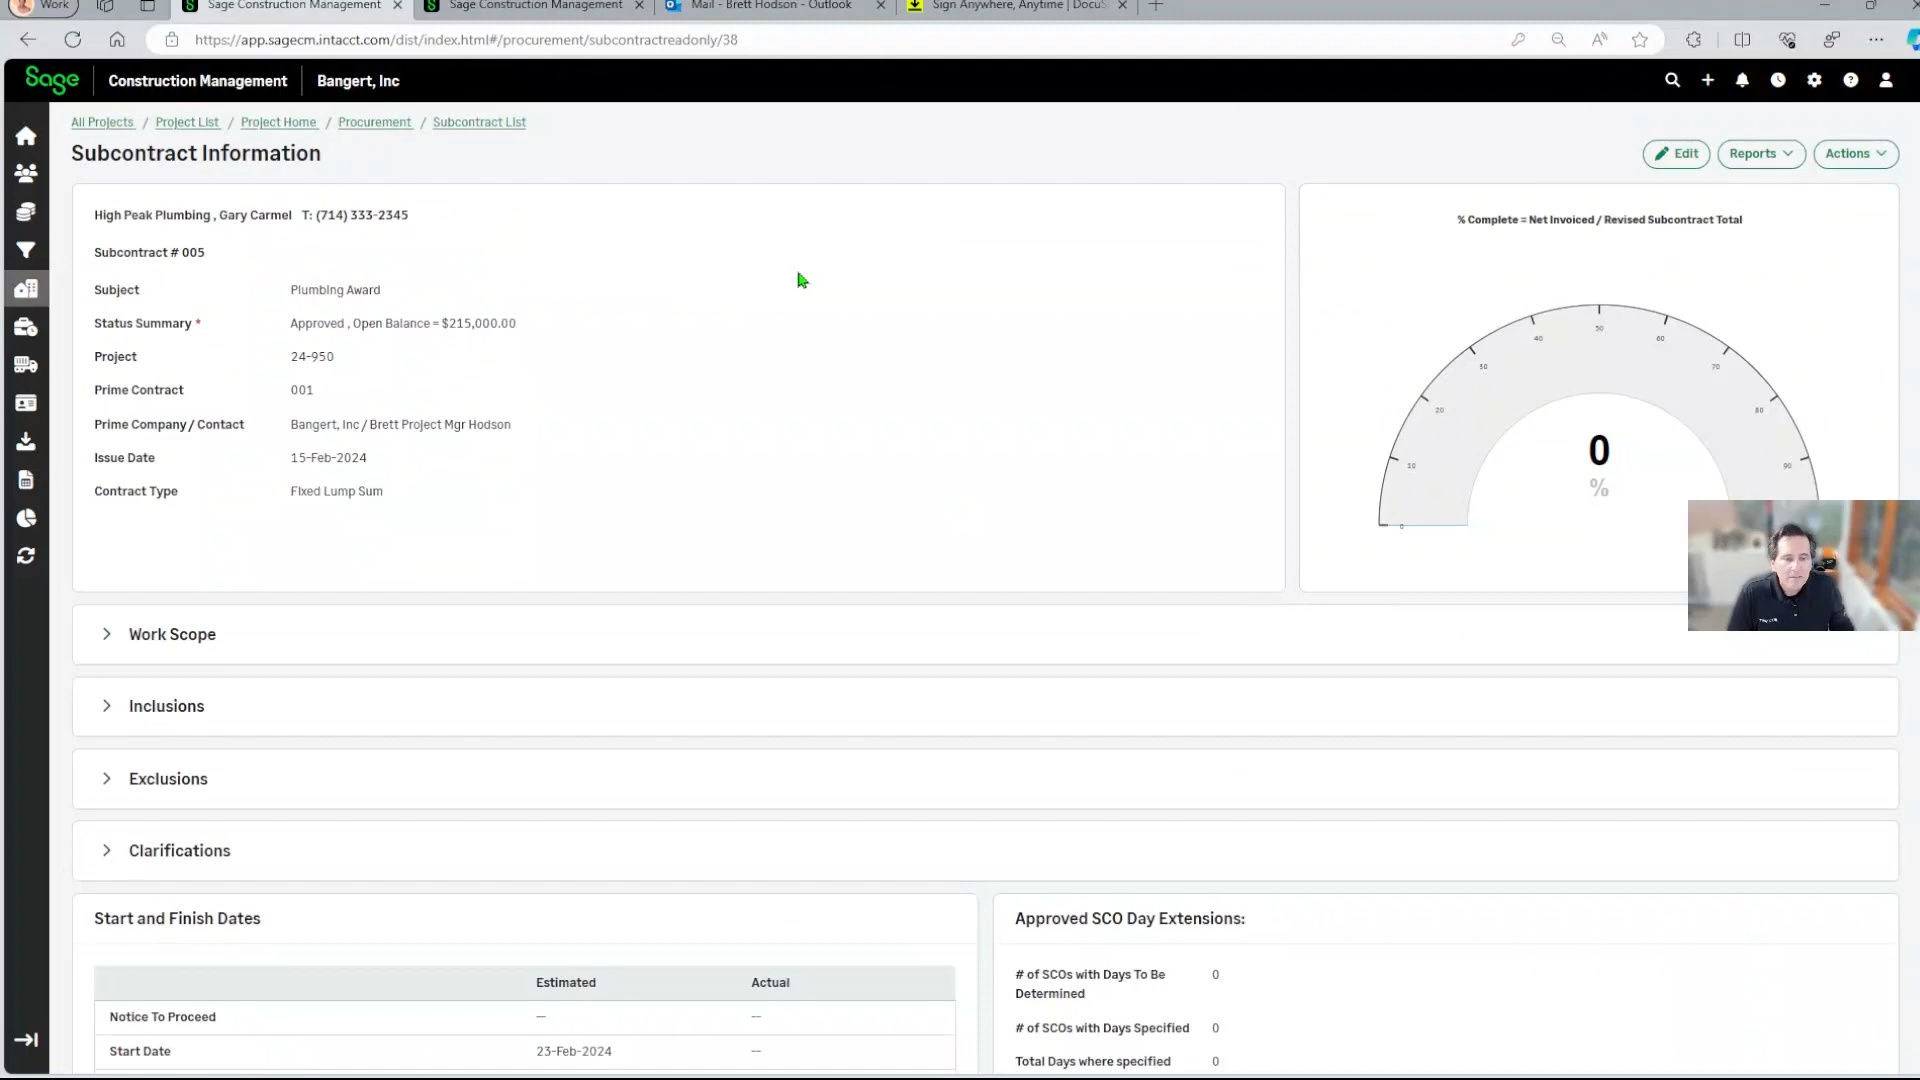 Work
Sage Construction Management
Sage Construction Management
Mail - Brett Hodson - Outlook
Sign Anywhere, Anytime | DocuS
https://app.sagecm.intacct.com/dist/index.html#/procurement/subcontractreadonly/38
Sage
Construction Management
Bangert, Inc
All Projects / Project List / Project Home / Procurement / Subcontract List
Subcontract Information
Edit
Reports
Actions
High Peak Plumbing , Gary Carmel T: (714) 333-2345
Subcontract # 005
Subject Plumbing Award
Status Summary * Approved , Open Balance = $215,000.00
Project 24-950
Prime Contract 001
Prime Company / Contact Bangert, Inc / Brett Project Mgr Hodson
Issue Date 15-Feb-2024
Contract Type Fixed Lump Sum
% Complete = Net Invoiced / Revised Subcontract Total
0
10
20
30
40
50
60
70
80
90
0
%
Work Scope
Inclusions
Exclusions
Clarifications
Start and Finish Dates
Estimated Actual
Notice To Proceed -- --
Start Date 23-Feb-2024 --
Approved SCO Day Extensions:
# of SCOs with Days To Be
Determined 0
# of SCOs with Days Specified 0
Total Days where specified 0